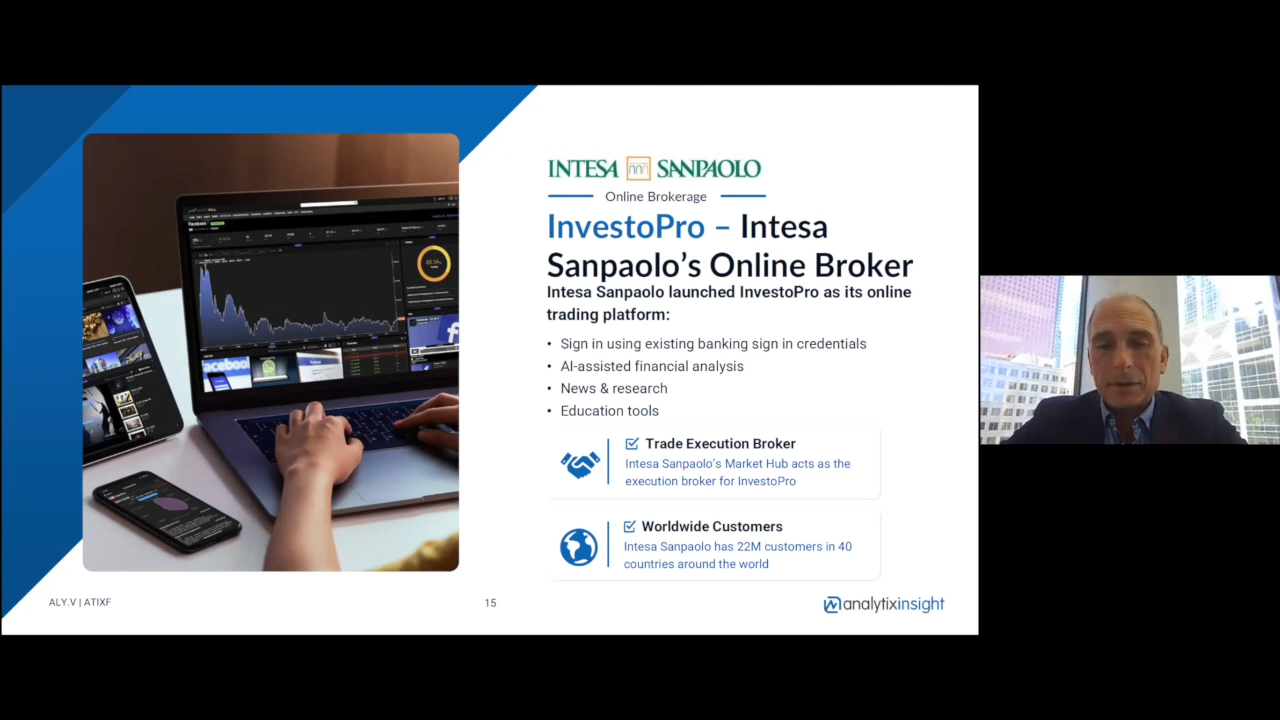 INTESA SANPAOLO
Online Brokerage
InvestoPro – Intesa
Sanpaolo's Online Broker
Intesa Sanpaolo launched InvestoPro as its online
trading platform:
• Sign in using existing banking sign in credentials
• AI-assisted financial analysis
• News & research
• Education tools
Trade Execution Broker
Intesa Sanpaolo's Market Hub acts as the
execution broker for InvestoPro
Worldwide Customers
Intesa Sanpaolo has 22M customers in 40
countries around the world
Facebook
facebook
ALY.V | ATIXF
15
analytixinsight